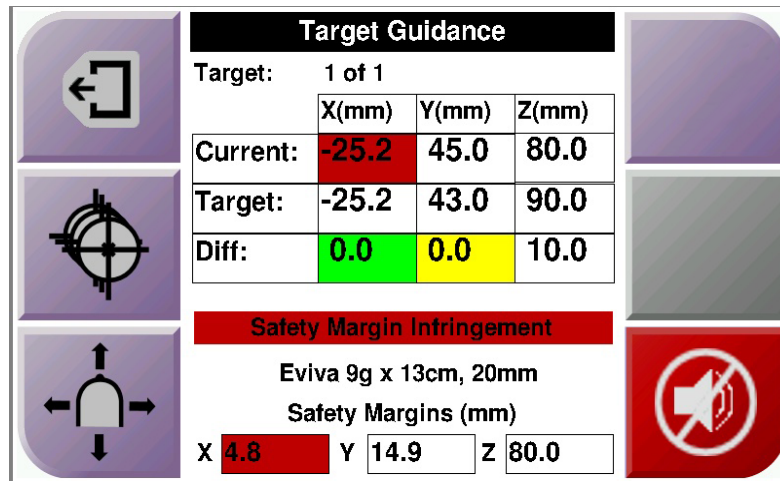 Target Guidance
Target: 1 of 1
X(mm) Y(mm) Z(mm)
Current: -25.2 45.0 80.0
Target: -25.2 43.0 90.0
Diff: 0.0 0.0 10.0
Safety Margin Infringement
Eviva 9g x 13cm, 20mm
Safety Margins (mm)
X 4.8 Y 14.9 Z 80.0